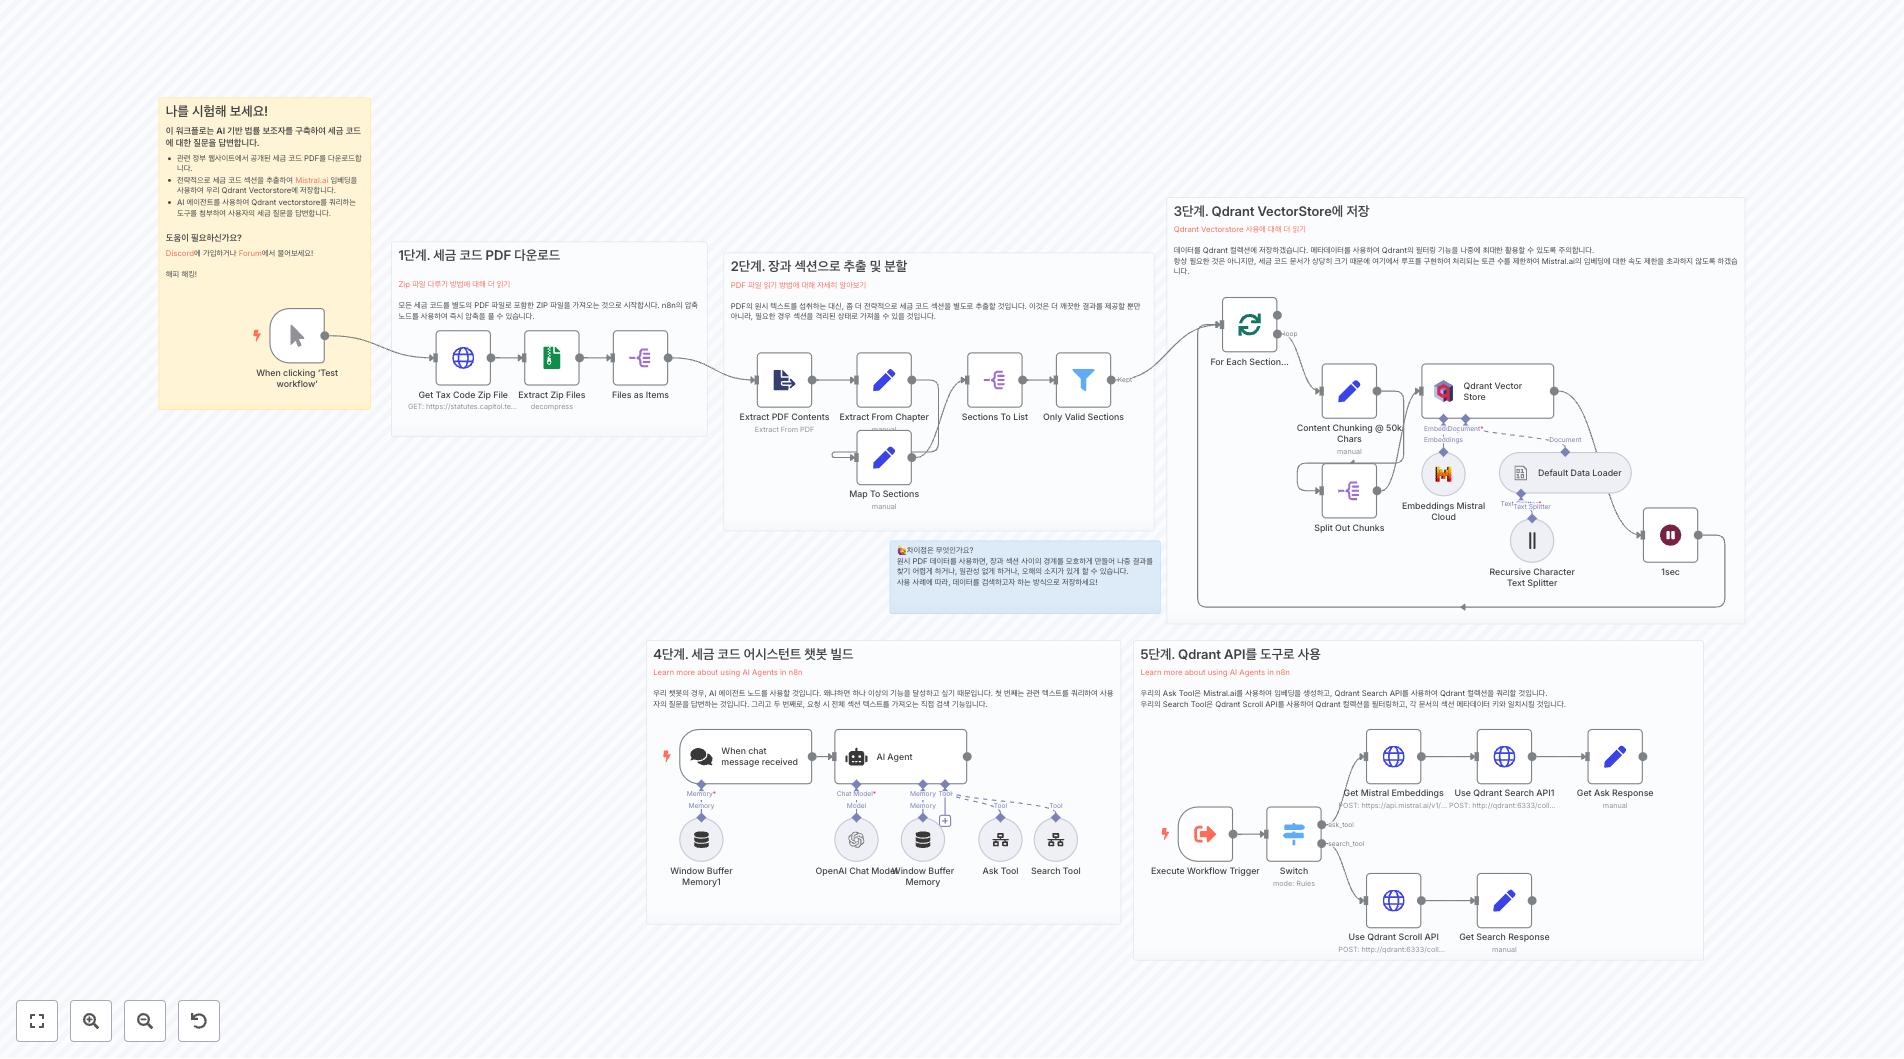 나를 시험해 보세요!
이 워크플로는 AI 기반 법률 보조자를 구축하여 세금 코드
에 대한 질문을 답변합니다.
관련 정부 웹사이트에서 공개된 세금 코드 PDF를 다운로드합
니다.
전략적으로 세금 코드 섹션을 추출하여 Mistral.ai 임베딩을
사용하여 우리 Qdrant Vectorstore에 저장합니다.
AI 에이전트를 사용하여 Qdrant vectorstore를 쿼리하는
도구를 첨부하여 사용자의 세금 질문을 답변합니다.
도움이 필요하신가요?
Discord에 가입하거나 Forum에서 물어보세요!
해피 해킹!
When clicking 'Test
workflow'
1단계. 세금 코드 PDF 다운로드
Zip 파일 다루기 방법에 대해 더 읽기
모든 세금 코드를 별도의 PDF 파일로 포함한 ZIP 파일을 가져오는 것으로 시작합시다. n8n의 압축
노드를 사용하여 즉시 압축을 풀 수 있습니다.
Get Tax Code Zip File
GET: https://statutes.capitol.te...
Extract Zip Files
decompress
Files as Items
2단계. 장과 섹션으로 추출 및 분할
PDF 파일 읽기 방법에 대해 자세히 알아보기
PDF의 원시 텍스트를 섭취하는 대신, 좀 더 전략적으로 세금 코드 섹션을 별도로 추출할 것입니다. 이것은 더 깨끗한 결과를 제공할 뿐만
아니라, 필요한 경우 섹션을 격리된 상태로 가져올 수 있을 것입니다.
Extract PDF Contents
Extract From PDF
Extract From Chapter
manual
Map To Sections
manual
Sections To List
Only Valid Sections
Kept
🙋차이점은 무엇인가요?
원시 PDF 데이터를 사용하면, 장과 섹션 사이의 경계를 모호하게 만들어 나중 결과를
찾기 어렵게 하거나, 일관성 없게 하거나, 오해의 소지가 있게 할 수 있습니다.
사용 사례에 따라, 데이터를 검색하고자 하는 방식으로 저장하세요!
3단계. Qdrant VectorStore에 저장
Qdrant Vectorstore 사용에 대해 더 읽기
데이터를 Qdrant 컬렉션에 저장하겠습니다. 메타데이터를 사용하여 Qdrant의 필터링 기능을 나중에 최대한 활용할 수 있도록 주의합니다.
항상 필요한 것은 아니지만, 세금 코드 문서가 상당히 크기 때문에 여기에서 루프를 구현하여 처리되는 토큰 수를 제한하여 Mistral.ai의 임베딩에 대한 속도 제한을 초과하지 않도록 하겠습
니다.
For Each Section...
loop
Content Chunking @ 50k
Chars
manual
Split Out Chunks
Qdrant Vector
Store
Document*
Embeddings
Document
Embeddings Mistral
Cloud
Default Data Loader
Text Splitter
Recursive Character
Text Splitter
1sec
4단계. 세금 코드 어시스턴트 챗봇 빌드
Learn more about using AI Agents in n8n
우리 챗봇의 경우, AI 에이전트 노드를 사용할 것입니다. 왜냐하면 하나 이상의 기능을 달성하고 싶기 때문입니다. 첫 번째는 관련 텍스트를 쿼리하여 사용
자의 질문을 답변하는 것입니다. 그리고 두 번째로, 요청 시 전체 섹션 텍스트를 가져오는 직접 검색 기능입니다.
When chat
message received
AI Agent
Memory*
Memory
Chat Model*
Model
Memory
Tool
Memory
Tool
Tool
Window Buffer
Memory1
OpenAI Chat Model
Window Buffer
Memory
Ask Tool
Search Tool
5단계. Qdrant API를 도구로 사용
Learn more about using AI Agents in n8n
우리의 Ask Tool은 Mistral.ai를 사용하여 임베딩을 생성하고, Qdrant Search API를 사용하여 Qdrant 컬렉션을 쿼리할 것입니다.
우리의 Search Tool은 Qdrant Scroll API를 사용하여 Qdrant 컬렉션을 필터링하고, 각 문서의 섹션 메타데이터 키와 일치시킬 것입니다.
Execute Workflow Trigger
Switch
mode: Rules
ask_tool
search_tool
Get Mistral Embeddings
POST: https://api.mistral.ai/v1/...
Use Qdrant Search API1
POST: http://qdrant:6333/coll...
Get Ask Response
manual
Use Qdrant Scroll API
POST: http://qdrant:6333/coll...
Get Search Response
manual